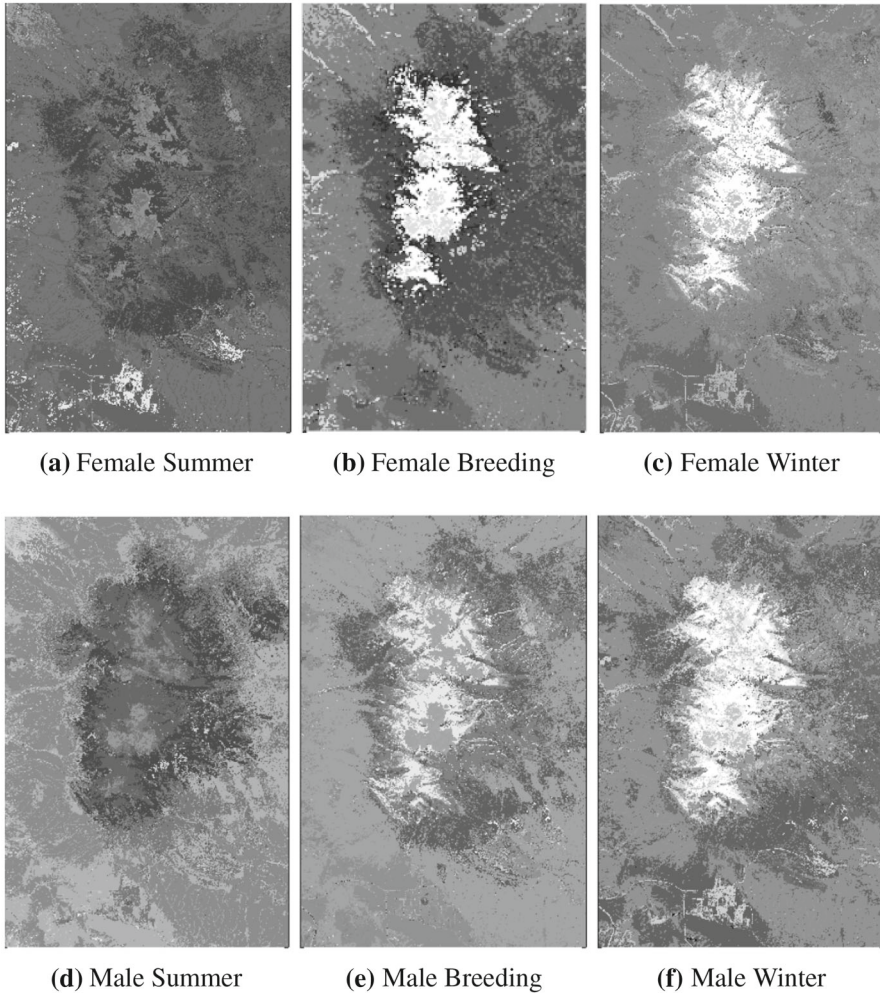 (a) Female Summer
(b) Female Breeding
(c) Female Winter
(d) Male Summer
(e) Male Breeding
(f) Male Winter